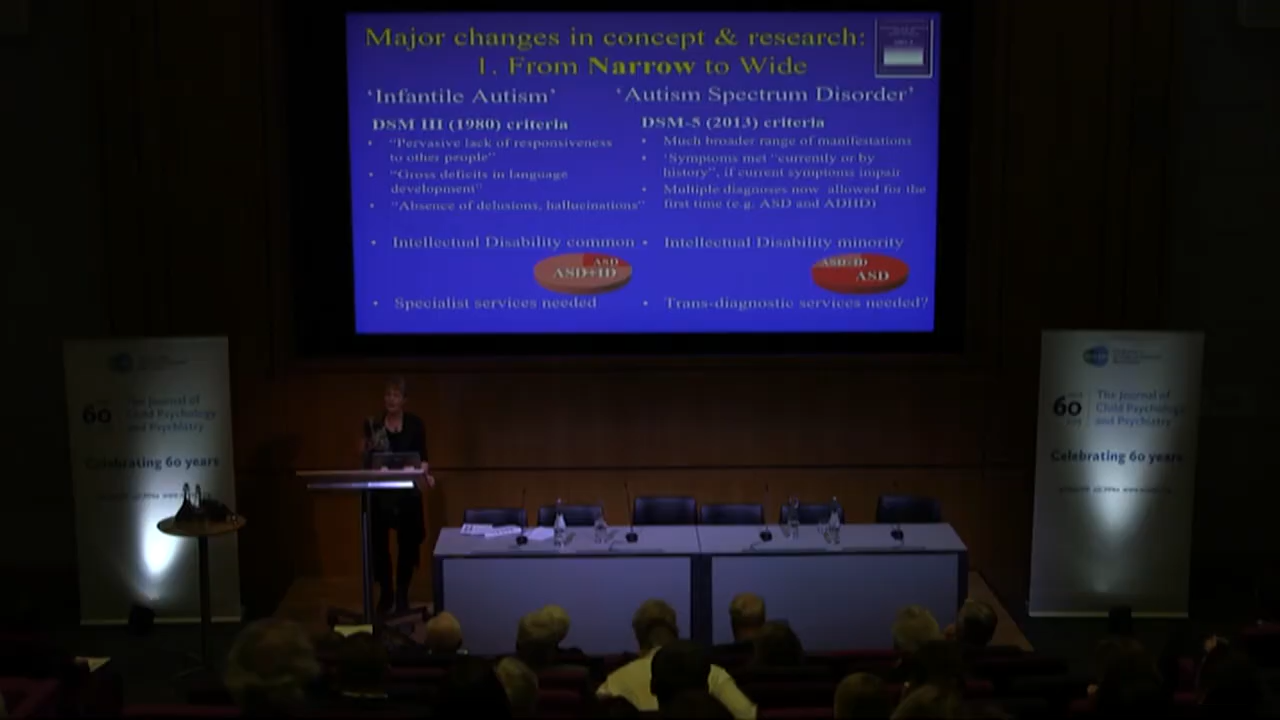 Major changes in concept & research:
1. From Narrow to Wide
'Infantile Autism'
DSM III (1980) criteria
• "Pervasive lack of responsiveness
to other people"
• "Gross deficits in language
development"
• "Absence of delusions, hallucinations"
• Intellectual Disability common
ASD
ASD+ID
• Specialist services needed
'Autism Spectrum Disorder'
DSM-5 (2013) criteria
• Much broader range of manifestations
• 'Symptoms met "currently or by
history", if current symptoms impair
• Multiple diagnoses now allowed for the
first time (e.g. ASD and ADHD)
• Intellectual Disability minority
ASD+ID
ASD
• Trans-diagnostic services needed?
60
The Journal of
Child Psychology
and Psychiatry
Celebrating 60 years
60
The Journal of
Child Psychology
and Psychiatry
Celebrating 60 years